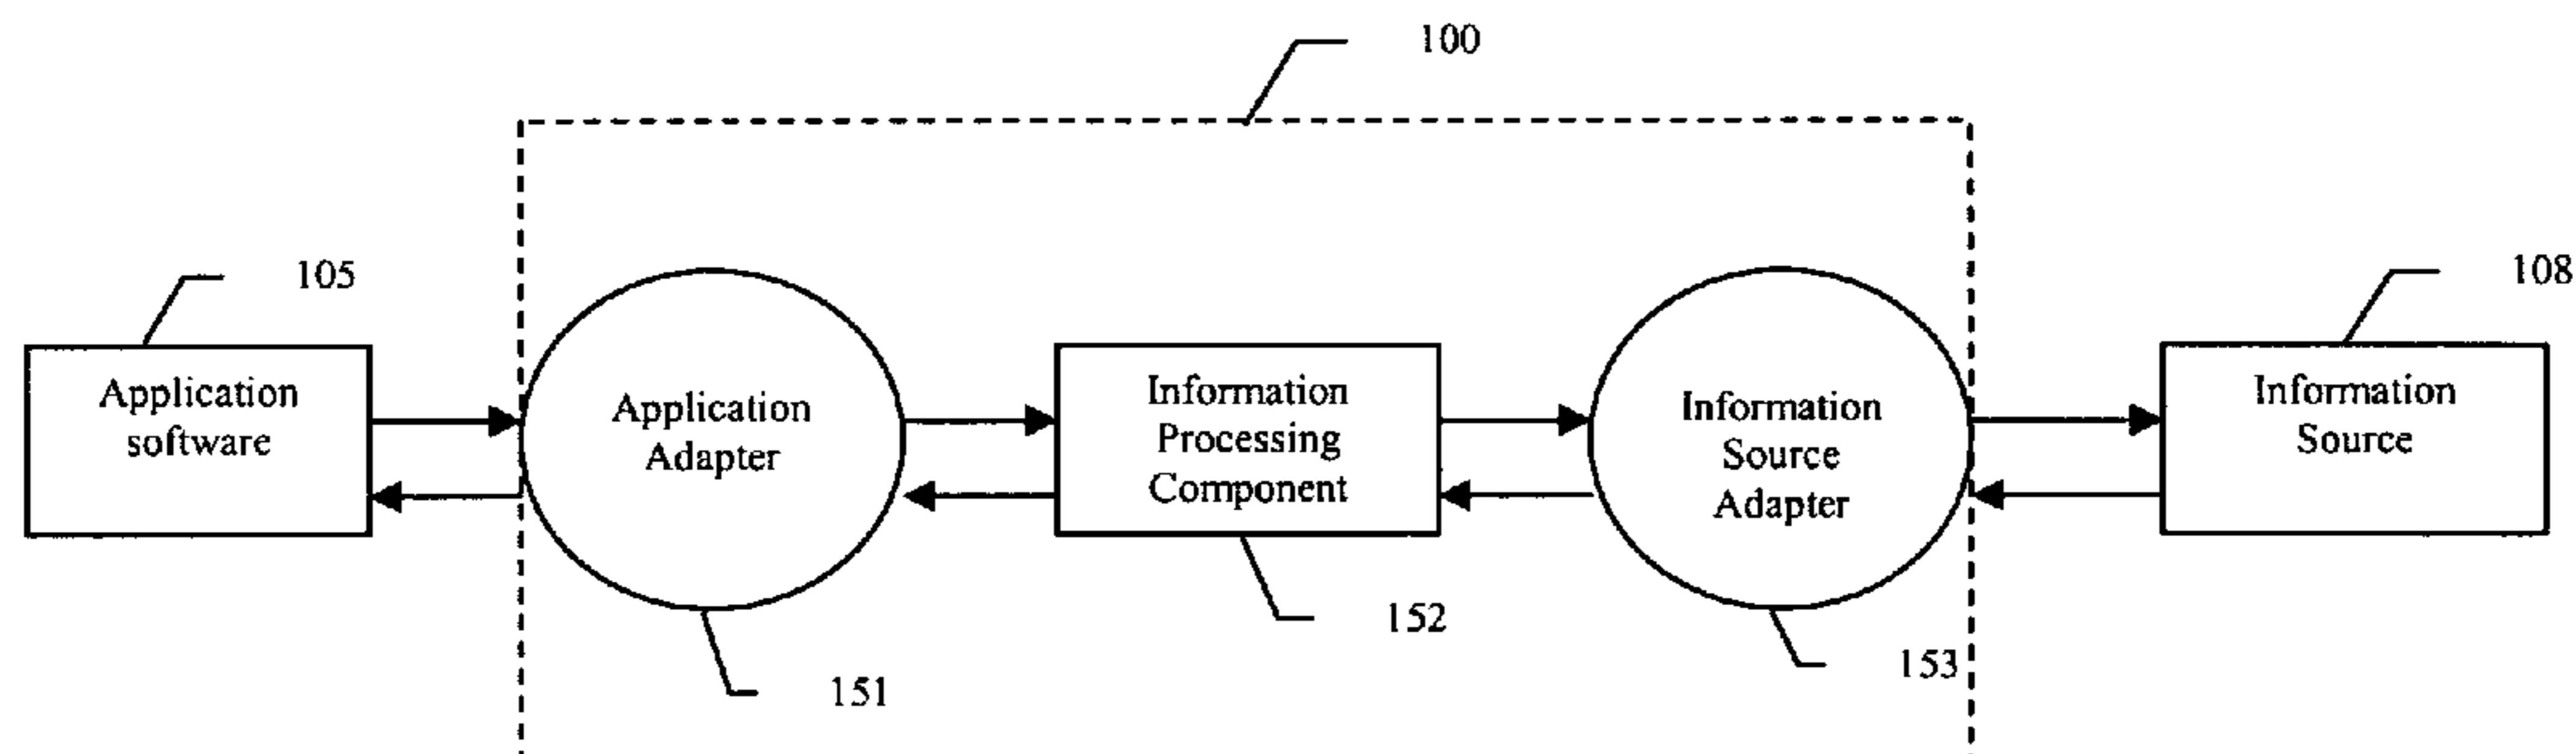 100
105
108
Application
software
Application
Adapter
Information
Processing
Component
Information
Source
Adapter
Information
Source
152
153
151